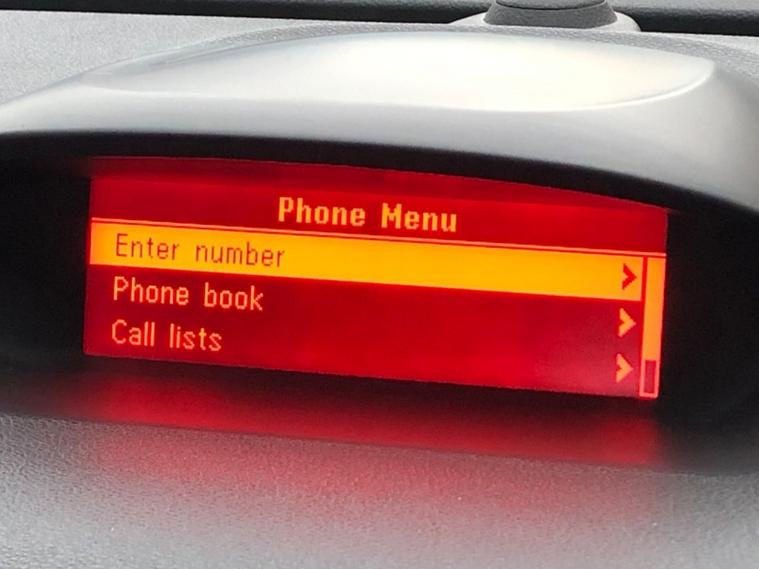 Phone Menu
Enter number
Phone book
Call lists